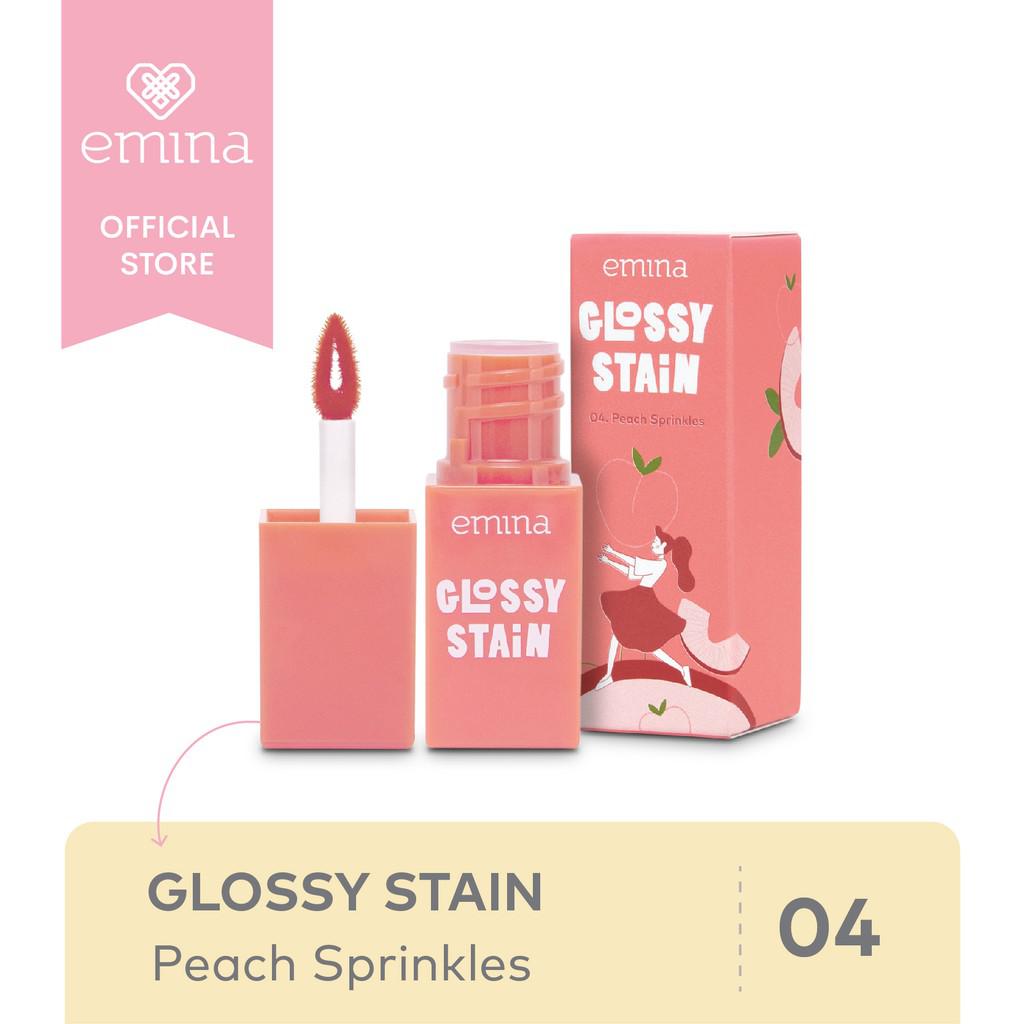 emina
OFFICIAL
STORE
emina
GLOSSY
STAiN
04. Peach Sprinkles
emina
GLOSSY
STAiN
GLOSSY STAIN
Peach Sprinkles
04